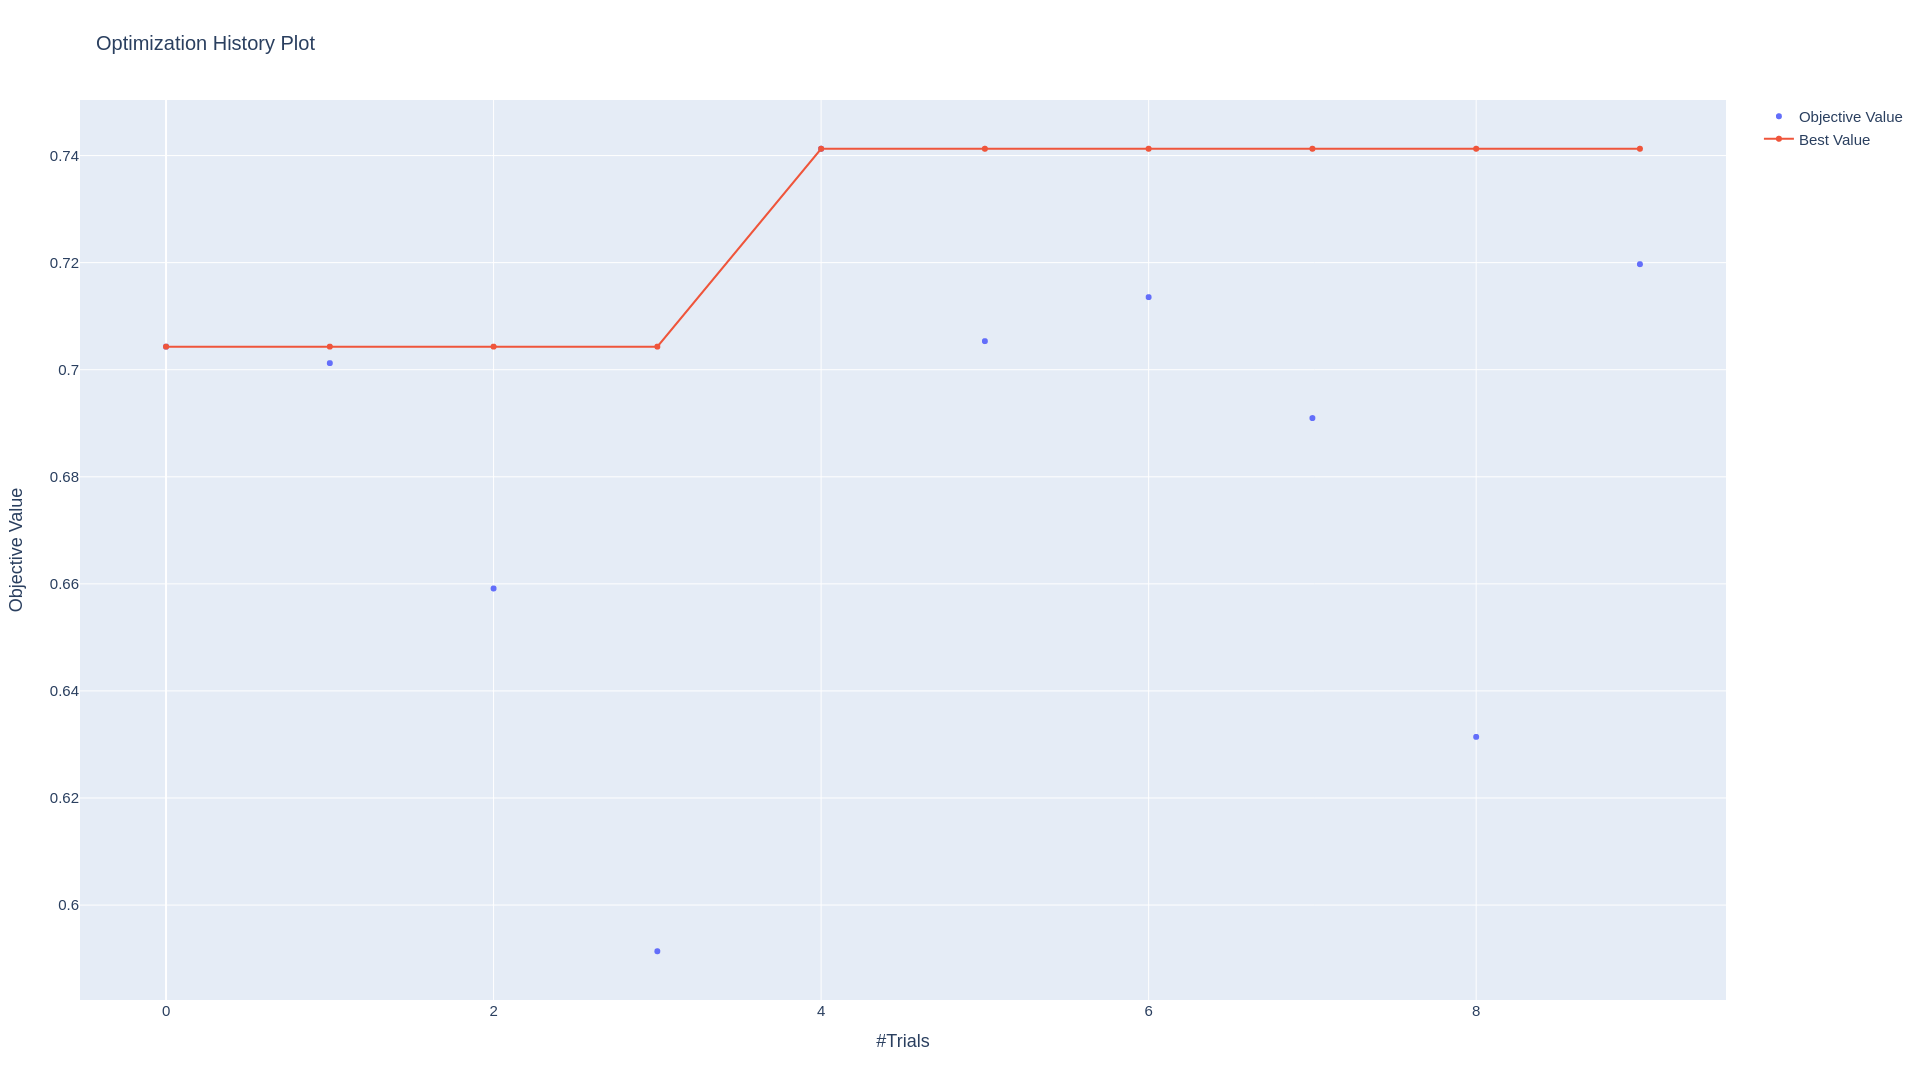 Optimization History Plot
Objective Value
Best Value
0.74
0.72
0.7
0.68
0.66
0.64
0.62
0.6
Objective Value
0
2
4
6
8
#Trials